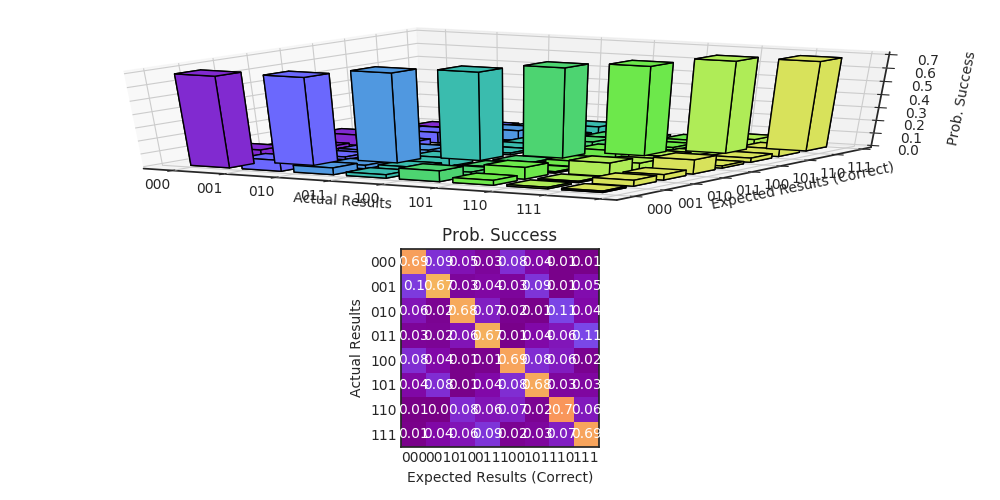 0.7
0.6
0.5
0.4
0.3
0.2
0.1
0.0
Prob. Success
000 001 010 011 100 101 110 111
Actual Results
000 001 010 011 100 101 110 111
Expected Results (Correct)
Prob. Success
000 0.69 0.09 0.05 0.03 0.08 0.04 0.01 0.01
001 0.1 0.67 0.03 0.04 0.03 0.09 0.01 0.05
010 0.06 0.02 0.68 0.07 0.02 0.01 0.11 0.04
011 0.03 0.02 0.06 0.67 0.01 0.04 0.06 0.11
100 0.08 0.04 0.01 0.01 0.69 0.08 0.06 0.02
101 0.04 0.08 0.01 0.04 0.08 0.68 0.03 0.03
110 0.01 0.0 0.08 0.06 0.07 0.02 0.7 0.06
111 0.01 0.04 0.06 0.09 0.02 0.03 0.07 0.69
Actual Results
000 001 010 011 100 101 110 111
Expected Results (Correct)